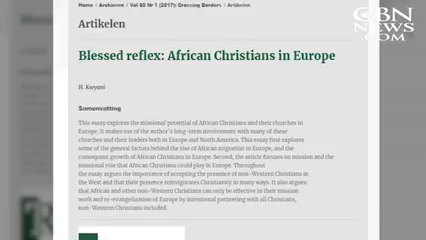 CBN
NEWS
.COM
Home / Archieven / Vol 60 Nr 1 (2017): Crossing Borders / Artikelen
Artikelen
Blessed reflex: African Christians in Europe
H. Kwyani
Samenvatting
This essay explores the missional potential of African Christians and their churches in
Europe. It makes use of the author's long-term involvement with many of these
churches and their leaders both in Europe and North America. This essay first explores
some of the general factors behind the rise of African migration to Europe, and the
consequent growth of African Christians in Europe. Second, the article focuses on mission and the
missional role that African Christians could play in Europe. Throughout
the essay argues the importance of accepting the presence of non-Western Christians in
the West and that their presence reinvigorates Christianity in many ways. It also argues
that African and other non-Western Christians can only be effective in their mission
work and re-evangelization of Europe by intentional partnering with all Christians,
non-Western Christians included.